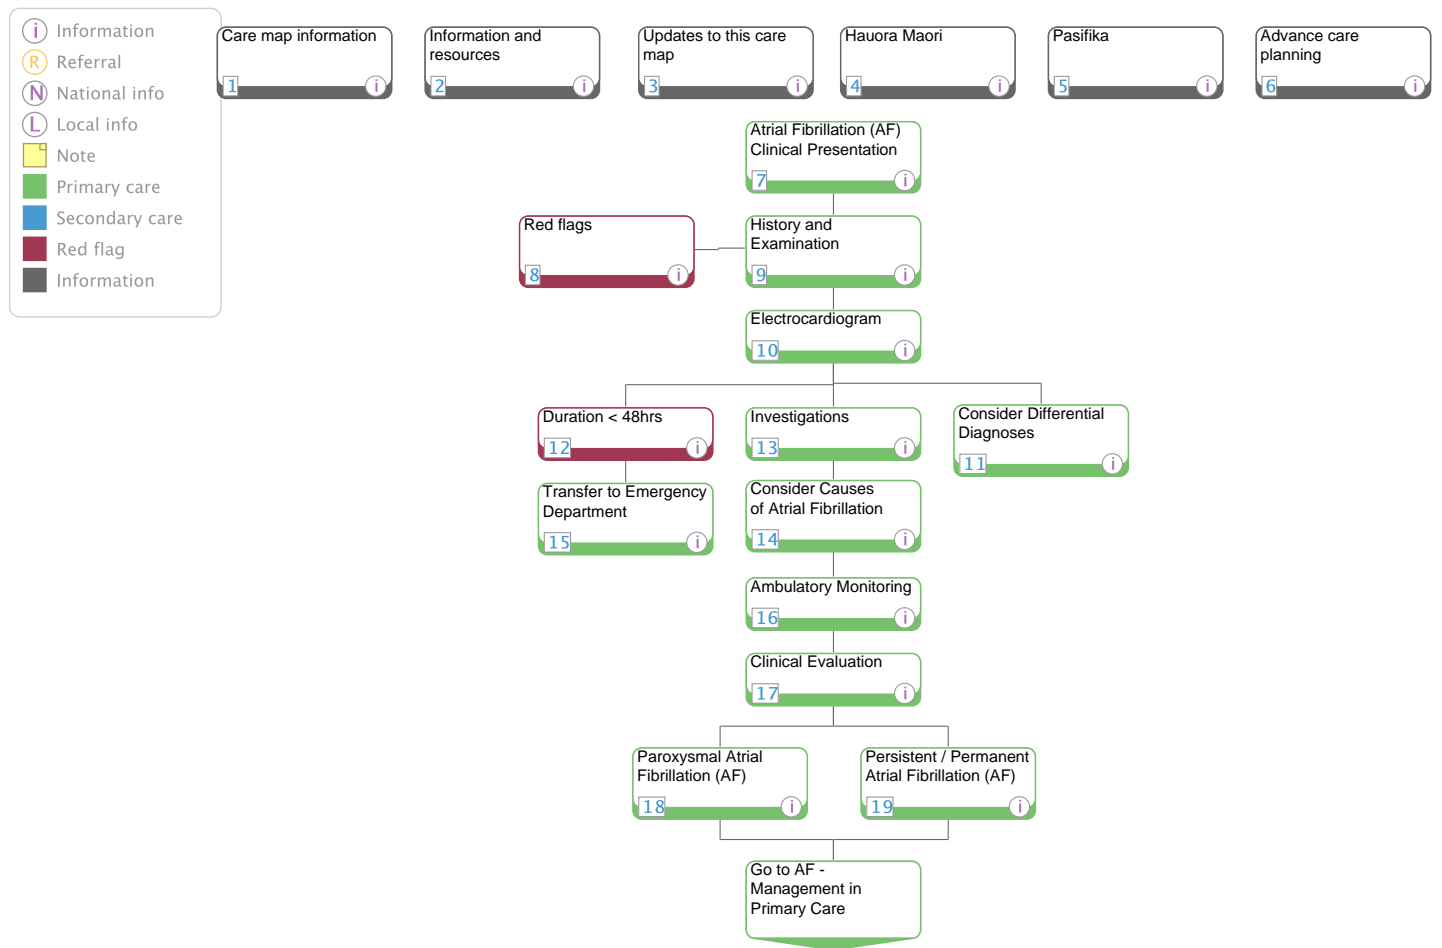 i Information
R Referral
N National info
L Local info
Note
Primary care
Secondary care
Red flag
Information
Care map information
1 i
Information and
resources
2 i
Updates to this care
map
3 i
Hauora Maori
4 i
Pasifika
5 i
Advance care
planning
6 i
Atrial Fibrillation (AF)
Clinical Presentation
7 i
Red flags
8 i
History and
Examination
9 i
Electrocardiogram
10 i
Duration < 48hrs
12 i
Investigations
13 i
Consider Differential
Diagnoses
11 i
Transfer to Emergency
Department
15 i
Consider Causes
of Atrial Fibrillation
14 i
Ambulatory Monitoring
16 i
Clinical Evaluation
17 i
Paroxysmal Atrial
Fibrillation (AF)
18 i
Persistent / Permanent
Atrial Fibrillation (AF)
19 i
Go to AF -
Management in
Primary Care